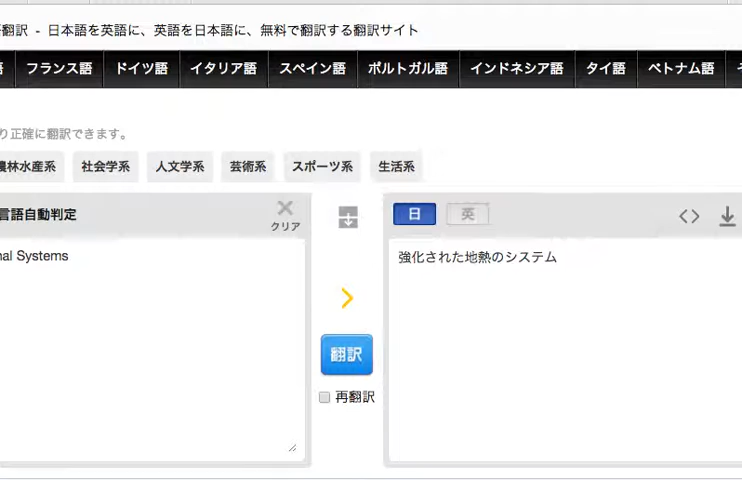 翻訳 - 日本語を英語に、英語を日本語に、無料で翻訳する翻訳サイト
語 フランス語 ドイツ語 イタリア語 スペイン語 ポルトガル語 インドネシア語 タイ語 ベトナム語
り正確に翻訳できます。
農林水産系 社会学系 人文学系 芸術系 スポーツ系 生活系
言語自動判定
クリア
日 英
nal Systems
強化された地熱のシステム
翻訳
再翻訳